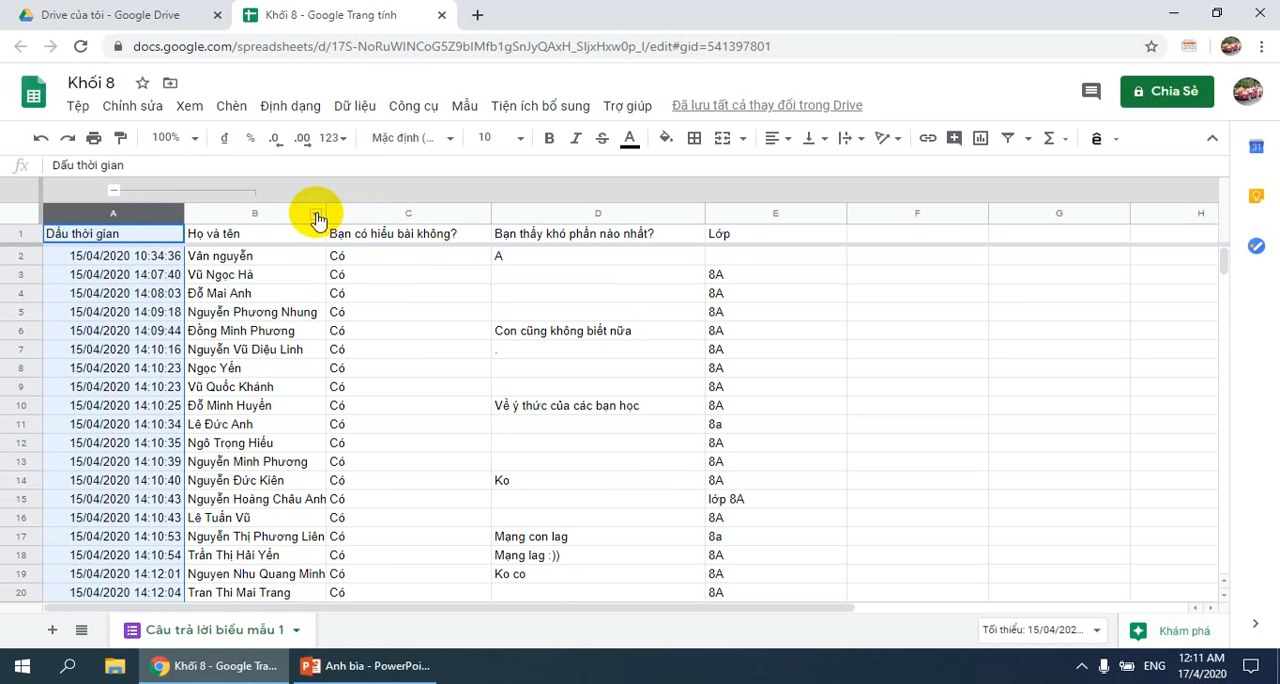 Drive của tôi - Google Drive
Khối 8 - Google Trang tính
docs.google.com/spreadsheets/d/17S-NoRuWINCoG5Z9bIMfb1gSnJyQAxH_SIjxHxw0p_I/edit#gid=541397801
Khối 8
Tệp Chỉnh sửa Xem Chèn Định dạng Dữ liệu Công cụ Mẫu Tiện ích bổ sung Trợ giúp Đã lưu tất cả thay đổi trong Drive
Chia Sẻ
100% đ % .0 .00 123 Mặc định (... 10 B I S A
fx Dấu thời gian
A B C D E F G H
1 Dấu thời gian Họ và tên Bạn có hiểu bài không? Bạn thấy khó phần nào nhất? Lớp
2 15/04/2020 10:34:36 Vân nguyễn Có A
3 15/04/2020 14:07:40 Vũ Ngọc Hà Có 8A
4 15/04/2020 14:08:03 Đỗ Mai Anh Có 8A
5 15/04/2020 14:09:18 Nguyễn Phương Nhung Có 8A
6 15/04/2020 14:09:44 Đồng Minh Phương Có Con cũng không biết nữa 8A
7 15/04/2020 14:10:16 Nguyễn Vũ Diệu Linh Có . 8A
8 15/04/2020 14:10:23 Ngọc Yến Có 8A
9 15/04/2020 14:10:23 Vũ Quốc Khánh Có 8A
10 15/04/2020 14:10:25 Đỗ Minh Huyền Có Về ý thức của các bạn học 8A
11 15/04/2020 14:10:34 Lê Đức Anh Có 8a
12 15/04/2020 14:10:35 Ngô Trọng Hiếu Có 8A
13 15/04/2020 14:10:39 Nguyễn Minh Phương Có 8A
14 15/04/2020 14:10:40 Nguyễn Đức Kiên Có Ko 8A
15 15/04/2020 14:10:43 Nguyễn Hoàng Châu Anh Có lớp 8A
16 15/04/2020 14:10:43 Lê Tuấn Vũ Có 8A
17 15/04/2020 14:10:53 Nguyễn Thị Phương Liên Có Mạng con lag 8a
18 15/04/2020 14:10:54 Trần Thị Hải Yến Có Mạng lag :)) 8A
19 15/04/2020 14:12:01 Nguyen Nhu Quang Minh Có Ko co 8A
20 15/04/2020 14:12:04 Tran Thi Mai Trang Có 8A
Câu trả lời biểu mẫu 1
Tối thiểu: 15/04/202...
Khám phá
Khối 8 - Google Tra...
Anh bìa - PowerPoi...
ENG
12:11 AM
17/4/2020